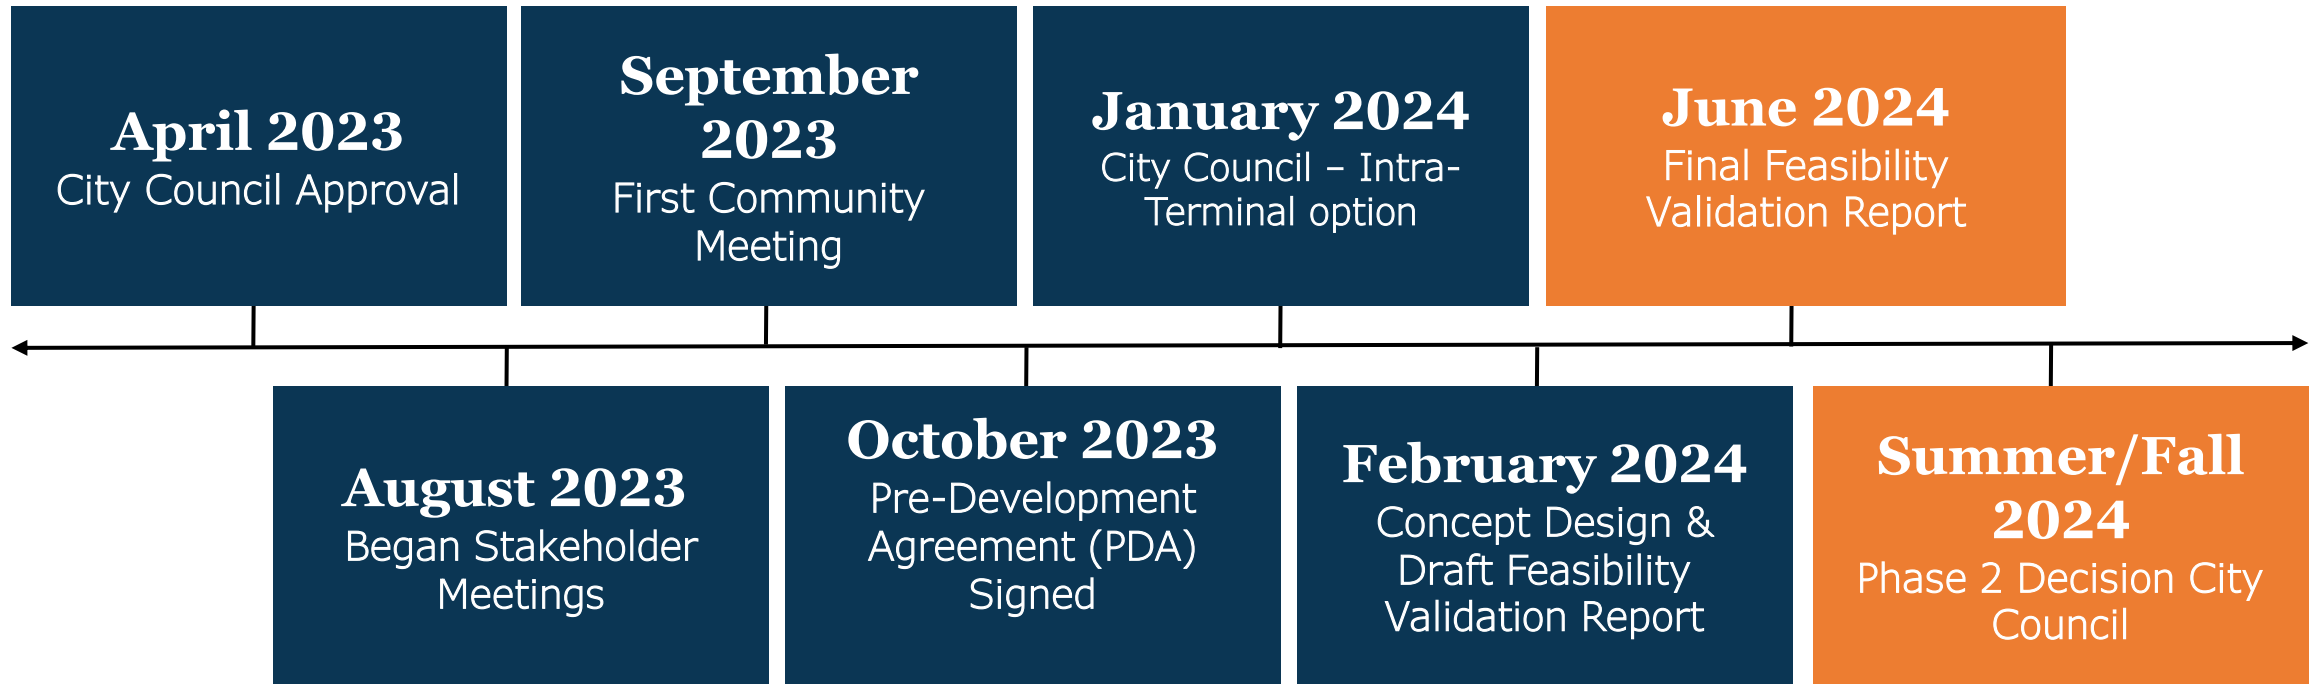 April 2023
City Council Approval
September
2023
First Community
Meeting
January 2024
City Council – Intra-
Terminal option
June 2024
Final Feasibility
Validation Report
August 2023
Began Stakeholder
Meetings
October 2023
Pre-Development
Agreement (PDA)
Signed
February 2024
Concept Design &
Draft Feasibility
Validation Report
Summer/Fall
2024
Phase 2 Decision City
Council